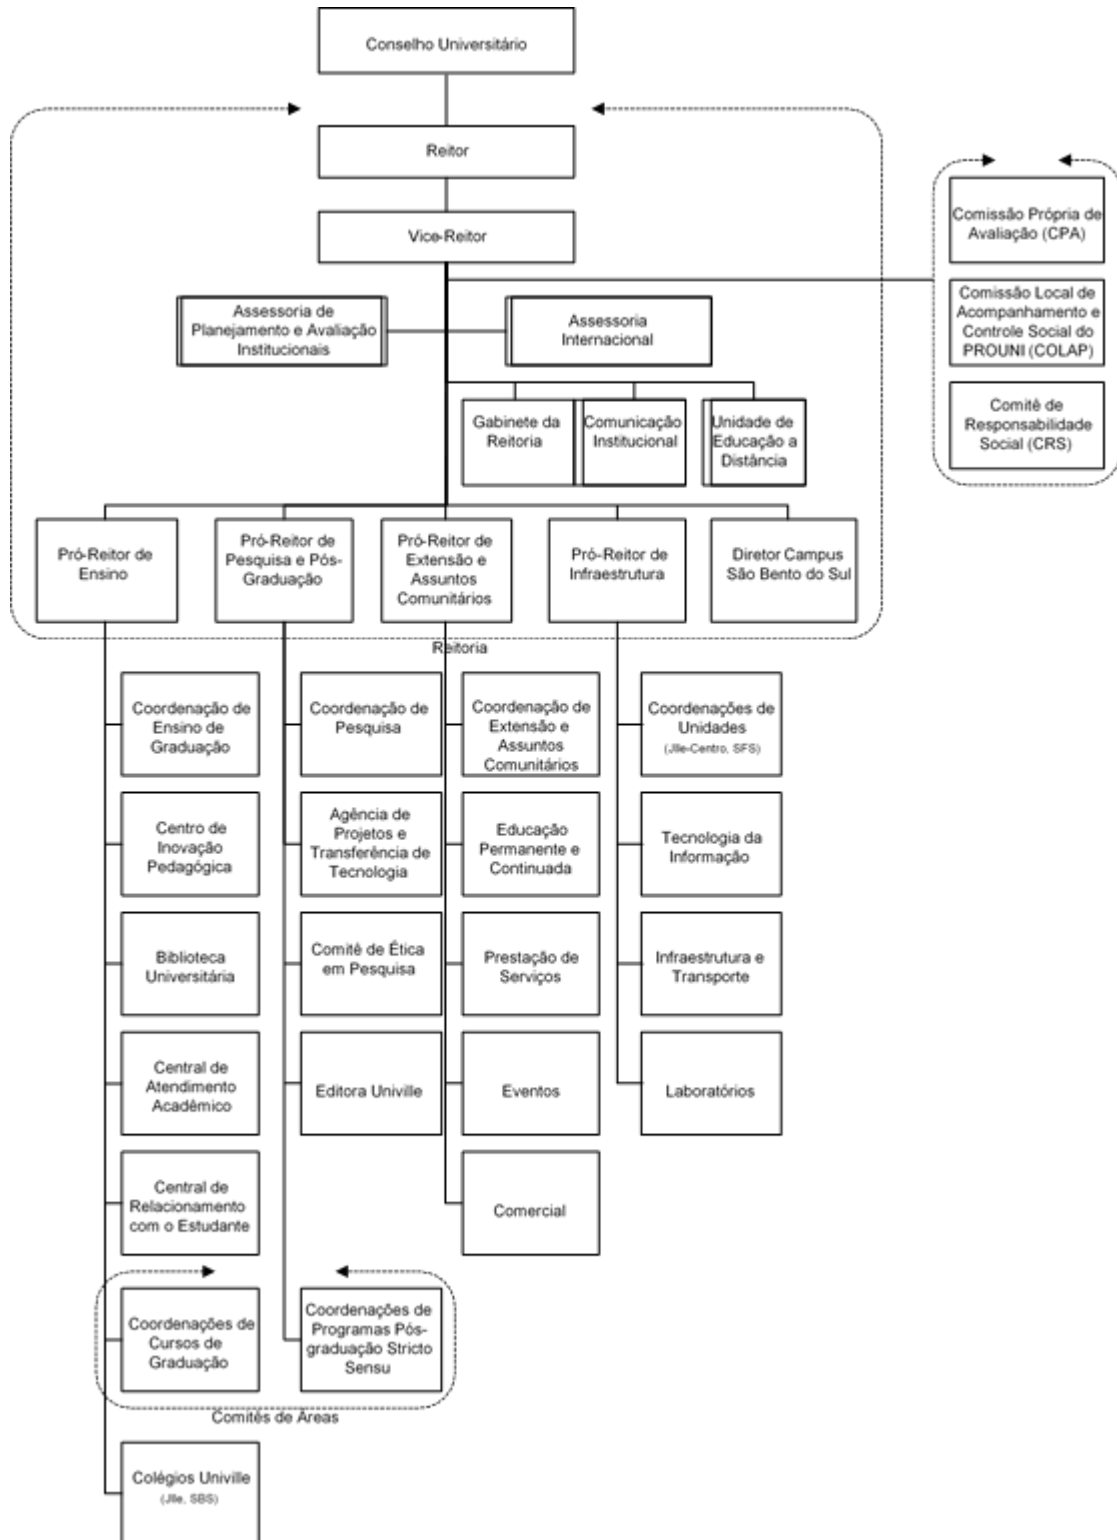 Conselho Universitário
Reitor
Vice-Reitor
Comissão Própria de
Avaliação (CPA)
Comissão Local de
Acompanhamento e
Controle Social do
PROUNI (COLAP)
Comitê de
Responsabilidade
Social (CRS)
Assessoria de
Planejamento e Avaliação
Institucionais
Assessoria
Internacional
Gabinete da
Reitoria
Comunicação
Institucional
Unidade de
Educação a
Distância
Pró-Reitor de
Ensino
Pró-Reitor de
Pesquisa e Pós-
Graduação
Pró-Reitor de
Extensão e
Assuntos
Comunitários
Pró-Reitor de
Infraestrutura
Diretor Campus
São Bento do Sul
Reitoria
Coordenação de
Ensino de
Graduação
Coordenação de
Pesquisa
Coordenação de
Extensão e
Assuntos
Comunitários
Coordenações de
Unidades
(Jlle-Centro, SFS)
Centro de
Inovação
Pedagógica
Agência de
Projetos e
Transferência de
Tecnologia
Educação
Permanente e
Continuada
Tecnologia da
Informação
Biblioteca
Universitária
Comitê de Ética
em Pesquisa
Prestação de
Serviços
Infraestrutura e
Transporte
Central de
Atendimento
Acadêmico
Editora Univille
Eventos
Laboratórios
Central de
Relacionamento
com o Estudante
Comercial
Coordenações de
Cursos de
Graduação
Coordenações de
Programas Pós-
graduação Stricto
Sensu
Comitês de Áreas
Colégios Univille
(Jlle, SBS)